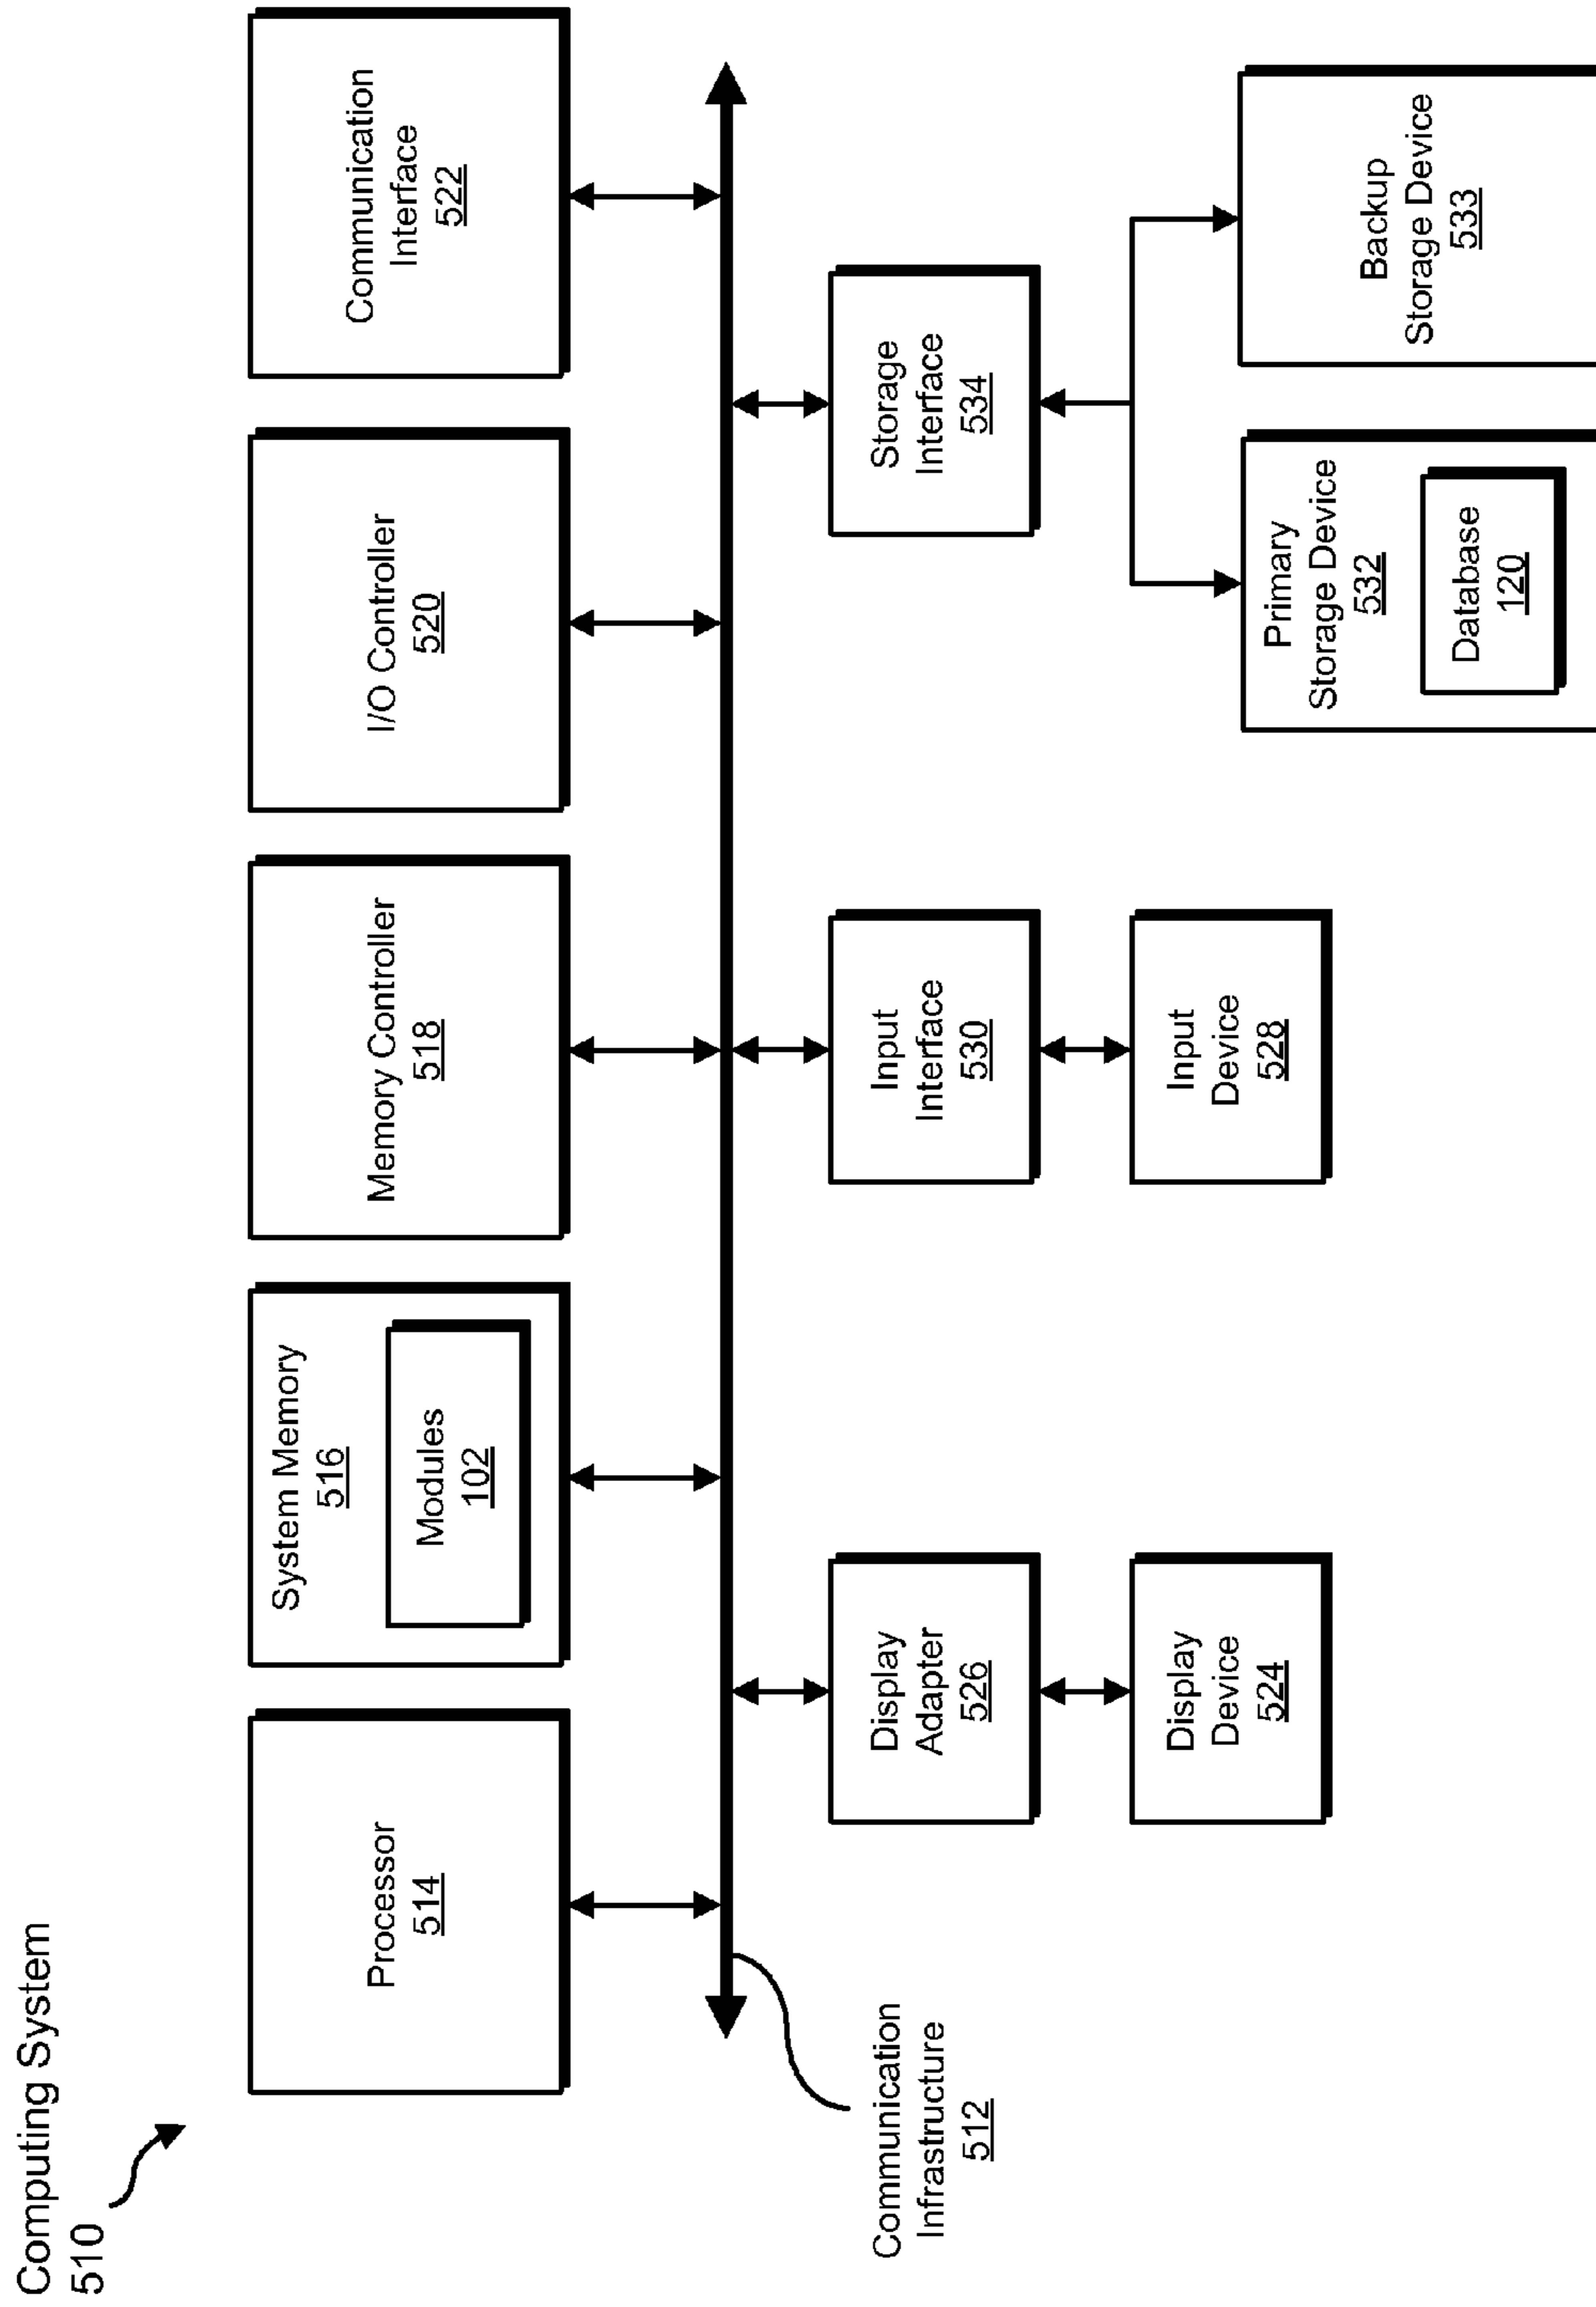 Computing System
510
Processor
514
System Memory
516
Modules
102
Memory Controller
518
I/O Controller
520
Communication
Interface
522
Communication
Infrastructure
512
Display
Adapter
526
Input
Interface
530
Storage
Interface
534
Display
Device
524
Input
Device
528
Primary
Storage Device
532
Database
120
Backup
Storage Device
533